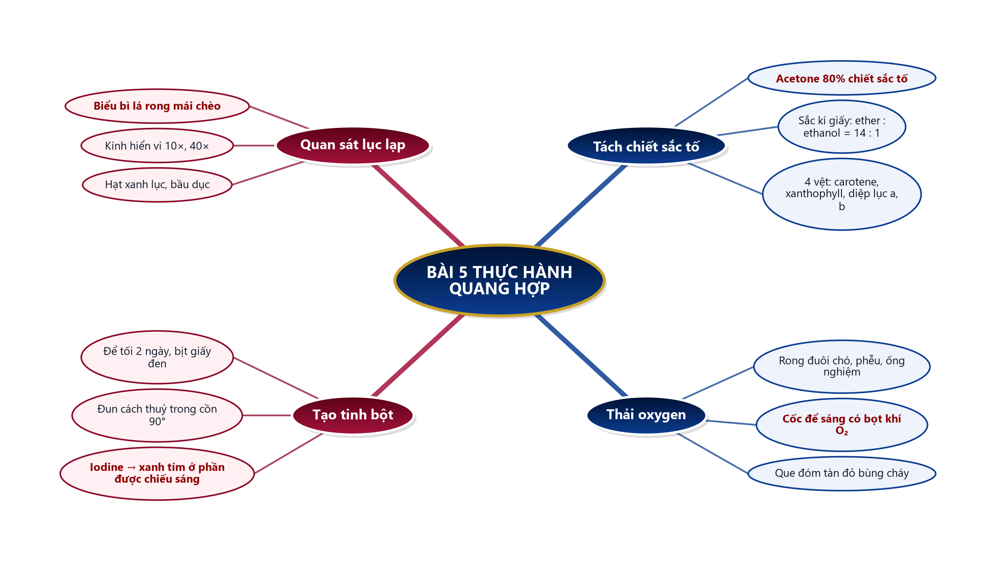 BÀI 5 THỰC HÀNH
QUANG HỢP
Quan sát lục lạp
Biểu bì lá rong mái chèo
Kính hiển vi 10×, 40×
Hạt xanh lục, bầu dục
Tách chiết sắc tố
Acetone 80% chiết sắc tố
Sắc kí giấy: ether :
ethanol = 14 : 1
4 vệt: carotene,
xanthophyll, diệp lục a,
b
Tạo tinh bột
Để tối 2 ngày, bịt giấy
đen
Đun cách thuỷ trong cồn
90°
Iodine → xanh tím ở phần
được chiếu sáng
Thải oxygen
Rong đuôi chó, phễu, ống
nghiệm
Cốc để sáng có bọt khí
O₂
Que đóm tàn đỏ bùng cháy